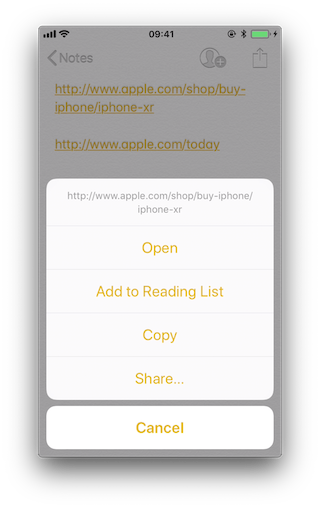 09:41
Notes
http://www.apple.com/shop/buy-
iphone/iphone-xr
http://www.apple.com/today
http://www.apple.com/shop/buy-iphone/
iphone-xr
Open
Add to Reading List
Copy
Share...
Cancel